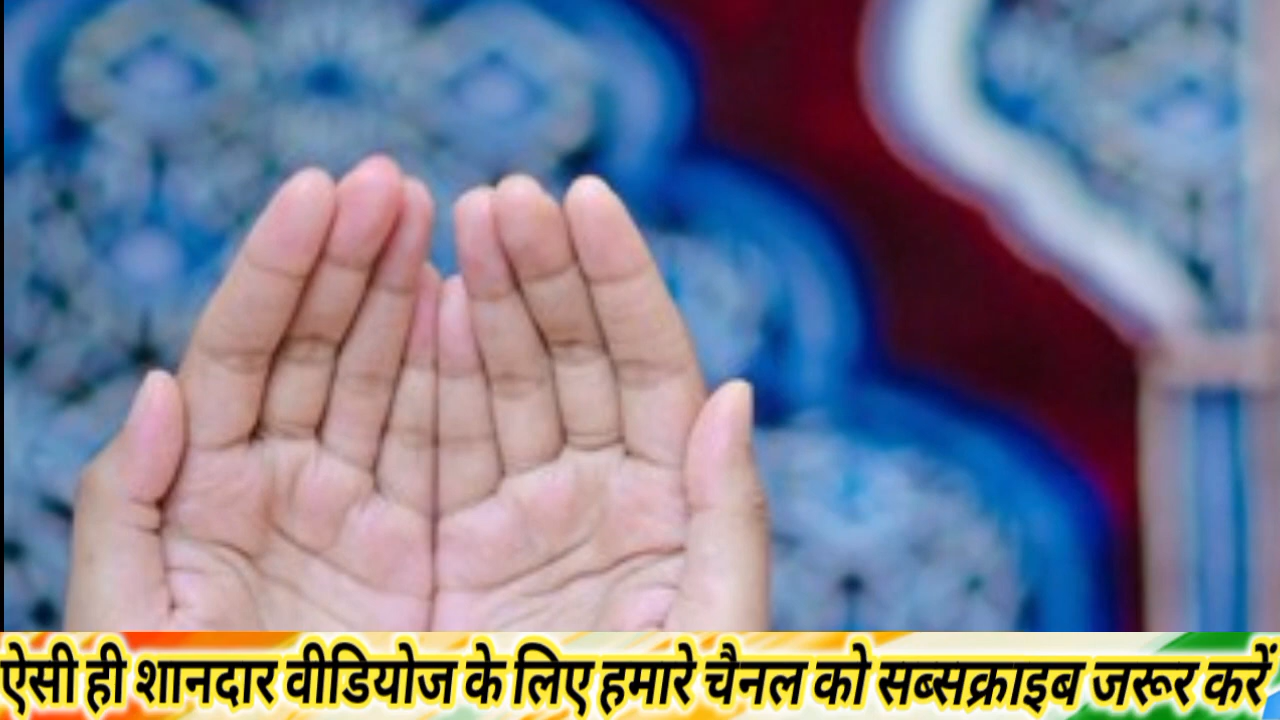 ऐसी ही शानदार वीडियोज के लिए हमारे चैनल को सब्सक्राइब जरूर करें